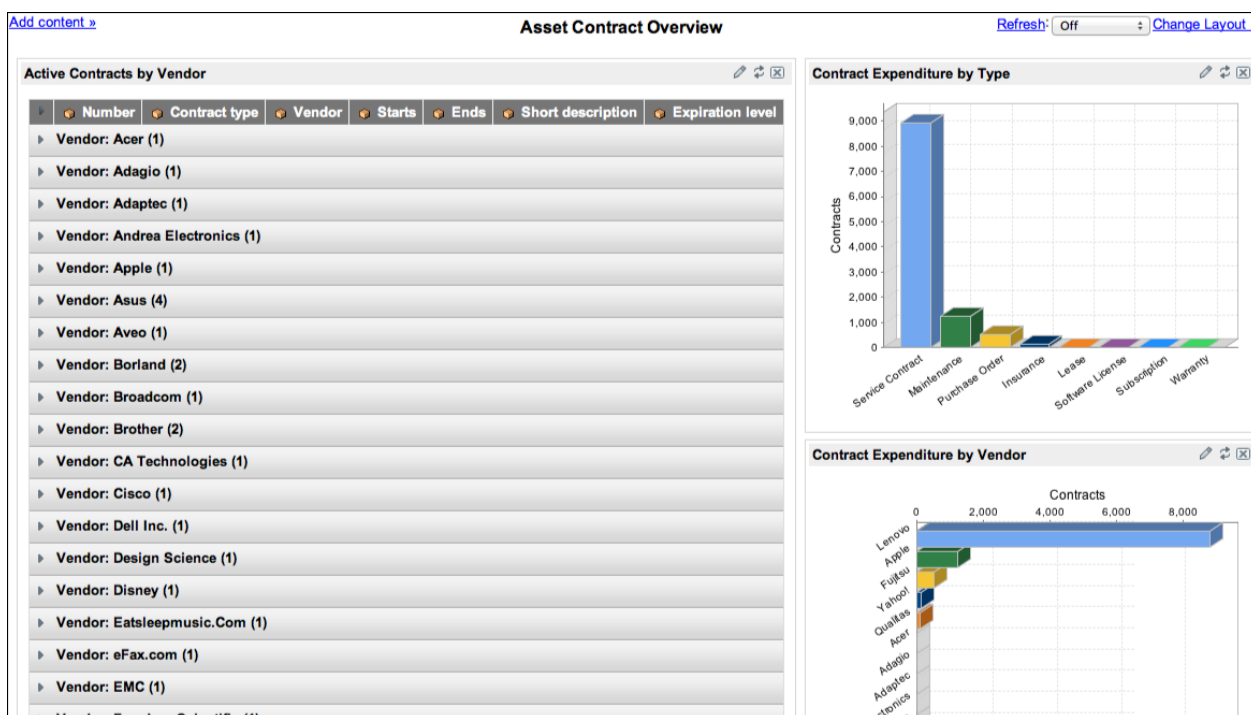 Add content »
Asset Contract Overview
Refresh: Off Change Layout
Active Contracts by Vendor
Number Contract type Vendor Starts Ends Short description Expiration level
Vendor: Acer (1)
Vendor: Adagio (1)
Vendor: Adaptec (1)
Vendor: Andrea Electronics (1)
Vendor: Apple (1)
Vendor: Asus (4)
Vendor: Aveo (1)
Vendor: Borland (2)
Vendor: Broadcom (1)
Vendor: Brother (2)
Vendor: CA Technologies (1)
Vendor: Cisco (1)
Vendor: Dell Inc. (1)
Vendor: Design Science (1)
Vendor: Disney (1)
Vendor: Eatsleepmusic.Com (1)
Vendor: eFax.com (1)
Vendor: EMC (1)
Contract Expenditure by Type
Contracts
9,000
8,000
7,000
6,000
5,000
4,000
3,000
2,000
1,000
0
Service Contract
Maintenance
Purchase Order
Insurance
Lease
Software License
Subscription
Warranty
Contract Expenditure by Vendor
Contracts
0 2,000 4,000 6,000 8,000
Lenovo
Apple
Fujitsu
Yahoo!
Qualitas
Acer
Adagio
Adaptec